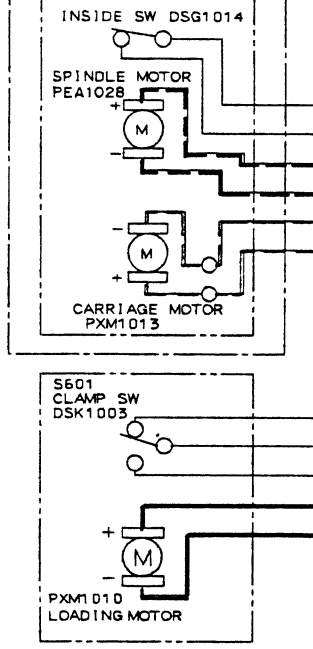 INSIDE SW DSG1014
SPINDLE MOTOR
PEA1028
+
M
-
-
M
+
CARRIAGE MOTOR
PXM1013
S601
CLAMP SW
DSK1003
+
M
-
PXM1010
LOADING MOTOR